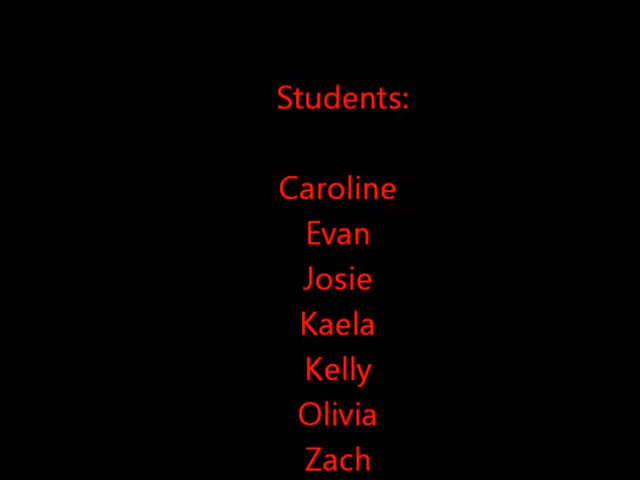 Students:
Caroline
Evan
Josie
Kaela
Kelly
Olivia
Zach